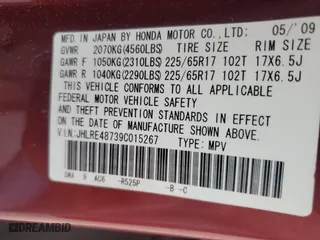 MFD. IN JAPAN BY HONDA MOTOR CO.,LTD. 05/'09
GVWR 2070KG(4560LBS) TIRE SIZE RIM SIZE
GAWR F 1050KG(2310LBS) 225/65R17 102T 17X6.5J
GAWR R 1040KG(2290LBS) 225/65R17 102T 17X6.5J
THIS VEHICLE CONFORMS TO ALL APPLICABLE
FEDERAL MOTOR VEHICLE SAFETY AND
BUMPER STANDARDS IN EFFECT ON THE DATE
OF MANUFACTURE SHOWN ABOVE.
V.I.N.:JHLRE48739C015267 TYPE: MPV
9 AC6 -R525P -B -C
DREAMBID